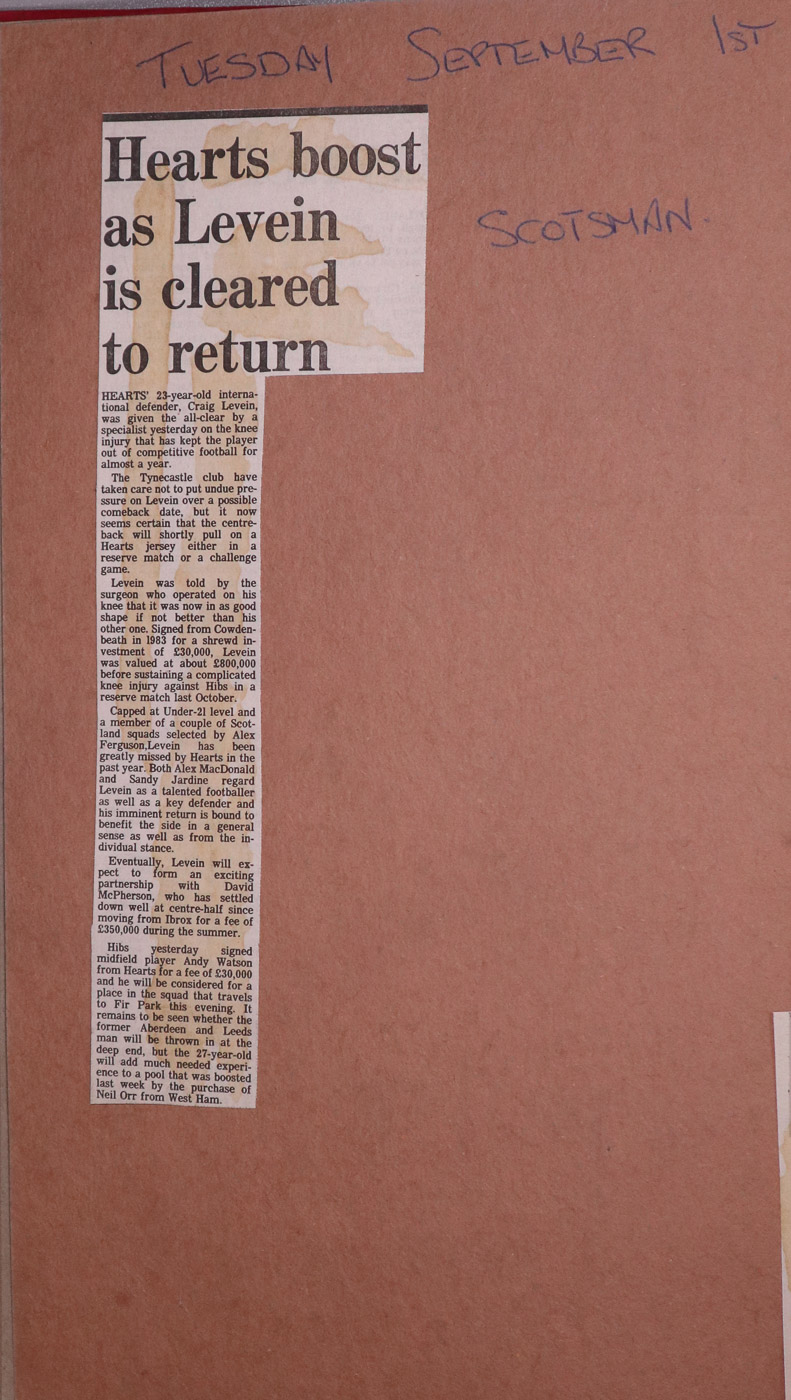 TUESDAY SEPTEMBER 1ST
SCOTSMAN.
Hearts boost
as Levein
is cleared
to return
HEARTS' 23-year-old interna-
tional defender, Craig Levein,
was given the all-clear by a
specialist yesterday on the knee
injury that has kept the player
out of competitive football for
almost a year.
The Tynecastle club have
taken care not to put undue pre-
ssure on Levein over a possible
comeback date, but it now
seems certain that the centre-
back will shortly pull on a
Hearts jersey either in a
reserve match or a challenge
game.
Levein was told by the
surgeon who operated on his
knee that it was now in as good
shape if not better than his
other one. Signed from Cowden-
beath in 1983 for a shrewd in-
vestment of £30,000, Levein
was valued at about £800,000
before sustaining a complicated
knee injury against Hibs in a
reserve match last October.
Capped at Under-21 level and
a member of a couple of Scot-
land squads selected by Alex
Ferguson,Levein has been
greatly missed by Hearts in the
past year. Both Alex MacDonald
and Sandy Jardine regard
Levein as a talented footballer
as well as a key defender and
his imminent return is bound to
benefit the side in a general
sense as well as from the in-
dividual stance.
Eventually, Levein will ex-
pect to form an exciting
partnership with David
McPherson, who has settled
down well at centre-half since
moving from Ibrox for a fee of
£350,000 during the summer.
Hibs yesterday signed
midfield player Andy Watson
from Hearts for a fee of £30,000
and he will be considered for a
place in the squad that travels
to Fir Park this evening. It
remains to be seen whether the
former Aberdeen and Leeds
man will be thrown in at the
deep end, but the 27-year-old
will add much needed experi-
ence to a pool that was boosted
last week by the purchase of
Neil Orr from West Ham.